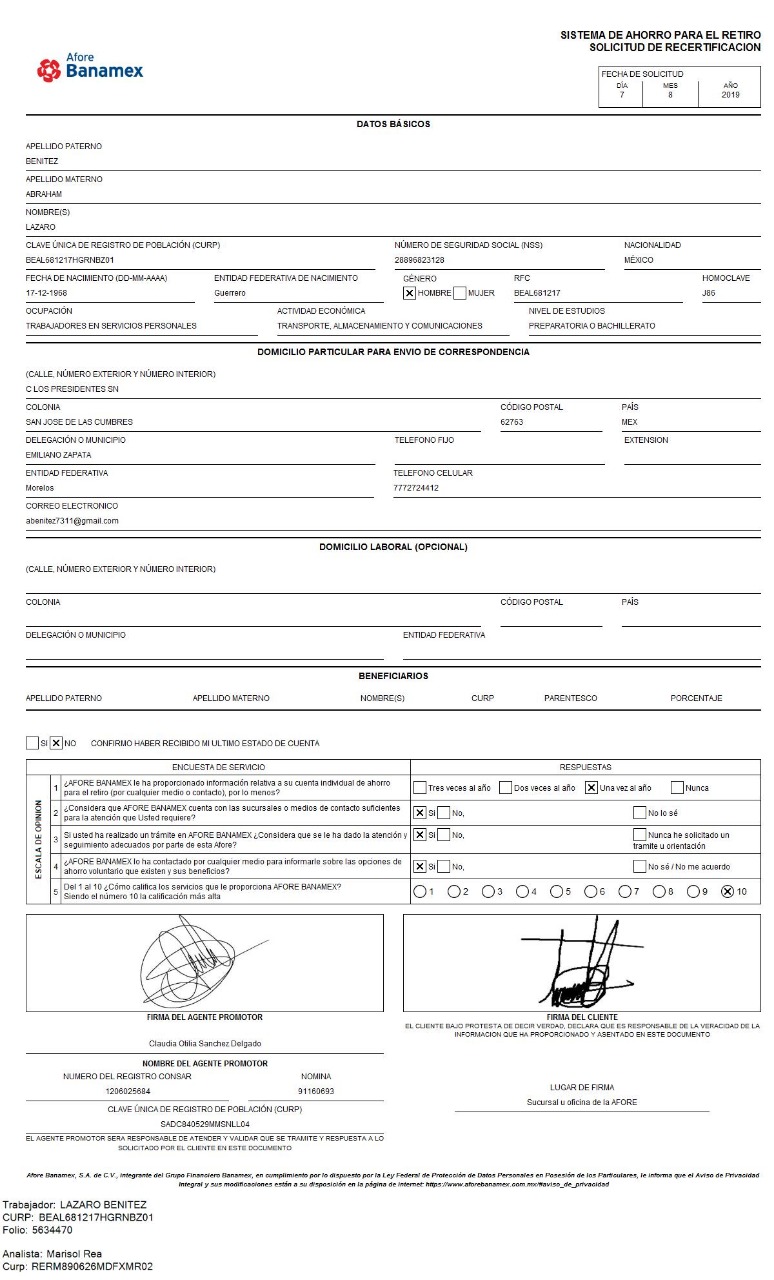 SISTEMA DE AHORRO PARA EL RETIRO
SOLICITUD DE RECERTIFICACION
Afore
Banamex
FECHA DE SOLICITUD
DÍA MES AÑO
7 8 2019
DATOS BÁSICOS
APELLIDO PATERNO
BENITEZ
APELLIDO MATERNO
ABRAHAM
NOMBRE(S)
LAZARO
CLAVE ÚNICA DE REGISTRO DE POBLACIÓN (CURP) NÚMERO DE SEGURIDAD SOCIAL (NSS) NACIONALIDAD
BEAL681217HGRNBZ01 28896823128 MÉXICO
FECHA DE NACIMIENTO (DD-MM-AAAA) ENTIDAD FEDERATIVA DE NACIMIENTO GÉNERO RFC HOMOCLAVE
17-12-1968 Guerrero X HOMBRE MUJER BEAL681217 J86
OCUPACIÓN ACTIVIDAD ECONÓMICA NIVEL DE ESTUDIOS
TRABAJADORES EN SERVICIOS PERSONALES TRANSPORTE, ALMACENAMIENTO Y COMUNICACIONES PREPARATORIA O BACHILLERATO
DOMICILIO PARTICULAR PARA ENVIO DE CORRESPONDENCIA
(CALLE, NÚMERO EXTERIOR Y NÚMERO INTERIOR)
C LOS PRESIDENTES SN
COLONIA CÓDIGO POSTAL PAÍS
SAN JOSE DE LAS CUMBRES 62763 MEX
DELEGACIÓN O MUNICIPIO TELEFONO FIJO EXTENSION
EMILIANO ZAPATA
ENTIDAD FEDERATIVA TELEFONO CELULAR
Morelos 7772724412
CORREO ELECTRONICO
abenitez7311@gmail.com
DOMICILIO LABORAL (OPCIONAL)
(CALLE, NÚMERO EXTERIOR Y NÚMERO INTERIOR)
COLONIA CÓDIGO POSTAL PAÍS
DELEGACIÓN O MUNICIPIO ENTIDAD FEDERATIVA
BENEFICIARIOS
APELLIDO PATERNO APELLIDO MATERNO NOMBRE(S) CURP PARENTESCO PORCENTAJE
SI X NO CONFIRMO HABER RECIBIDO MI ULTIMO ESTADO DE CUENTA
ENCUESTA DE SERVICIO RESPUESTAS
ESCALA DE OPINION
1 ¿AFORE BANAMEX le ha proporcionado información relativa a su cuenta individual de ahorro
para el retiro (por cualquier medio o contacto), por lo menos?
Tres veces al año Dos veces al año X Una vez al año Nunca
2 ¿Considera que AFORE BANAMEX cuenta con las sucursales o medios de contacto suficientes
para la atención que Usted requiere?
X Si No, No lo sé
3 Si usted ha realizado un trámite en AFORE BANAMEX ¿Considera que se le ha dado la atención y
seguimiento adecuados por parte de esta Afore?
X Si No, Nunca he solicitado un
tramite u orientación
4 ¿AFORE BANAMEX lo ha contactado por cualquier medio para informarle sobre las opciones de
ahorro voluntario que existen y sus beneficios?
X Si No, No sé / No me acuerdo
5 Del 1 al 10 ¿Cómo califica los servicios que le proporciona AFORE BANAMEX?
Siendo el número 10 la calificación más alta
1 2 3 4 5 6 7 8 9 X 10
FIRMA DEL AGENTE PROMOTOR
FIRMA DEL CLIENTE
EL CLIENTE BAJO PROTESTA DE DECIR VERDAD, DECLARA QUE ES RESPONSABLE DE LA VERACIDAD DE LA
INFORMACION QUE HA PROPORCIONADO Y ASENTADO EN ESTE DOCUMENTO
Claudia Otilia Sanchez Delgado
NOMBRE DEL AGENTE PROMOTOR
NUMERO DEL REGISTRO CONSAR NOMINA
1206025684 91160693
LUGAR DE FIRMA
Sucursal u oficina de la AFORE
CLAVE ÚNICA DE REGISTRO DE POBLACIÓN (CURP)
SADC840529MMSNLL04
EL AGENTE PROMOTOR SERA RESPONSABLE DE ATENDER Y VALIDAR QUE SE TRAMITE Y RESPUESTA A LO
SOLICITADO POR EL CLIENTE EN ESTE DOCUMENTO
Afore Banamex, S.A. de C.V., integrante del Grupo Financiero Banamex, en cumplimiento por lo dispuesto por la Ley Federal de Protección de Datos Personales en Posesión de los Particulares, le informa que el Aviso de Privacidad
Integral y sus modificaciones están a su disposición en la página de internet: https://www.aforebanamex.com.mx/#aviso_de_privacidad
Trabajador: LAZARO BENITEZ
CURP: BEAL681217HGRNBZ01
Folio: 5634470
Analista: Marisol Rea
Curp: RERM890626MDFXMR02